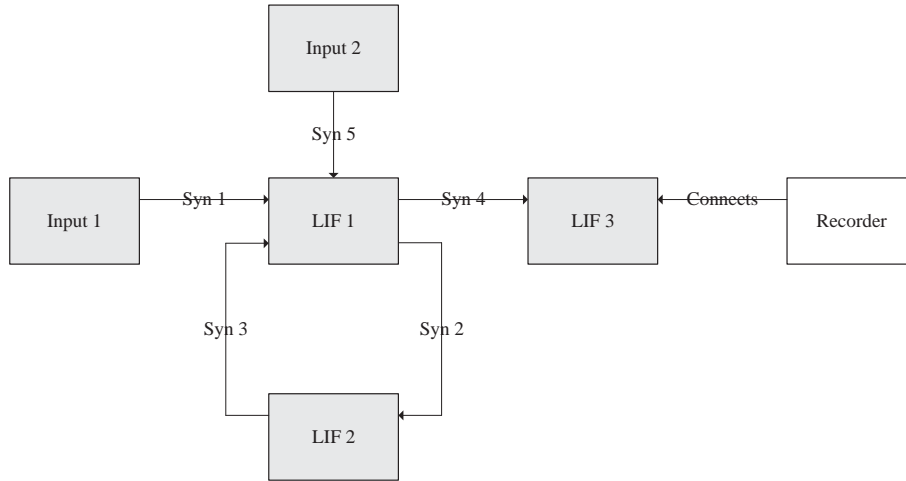 Input 2
Syn 5
Input 1
Syn 1
LIF 1
Syn 4
LIF 3
Connects
Recorder
Syn 3
Syn 2
LIF 2